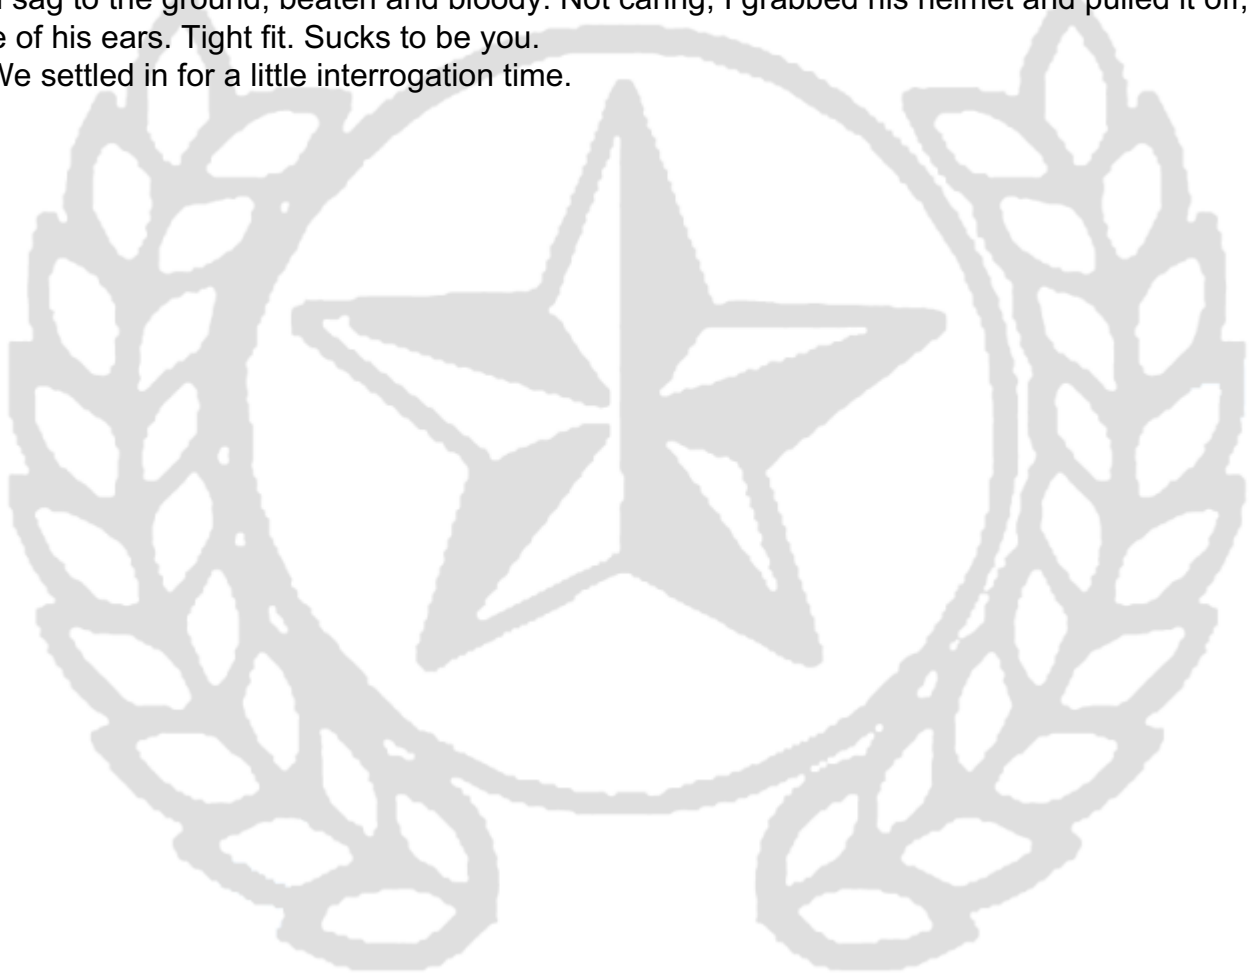 sag to the ground, beaten and bloody. Not caring, I grabbed his helmet and pulled it off,
of his ears. Tight fit. Sucks to be you.
We settled in for a little interrogation time.